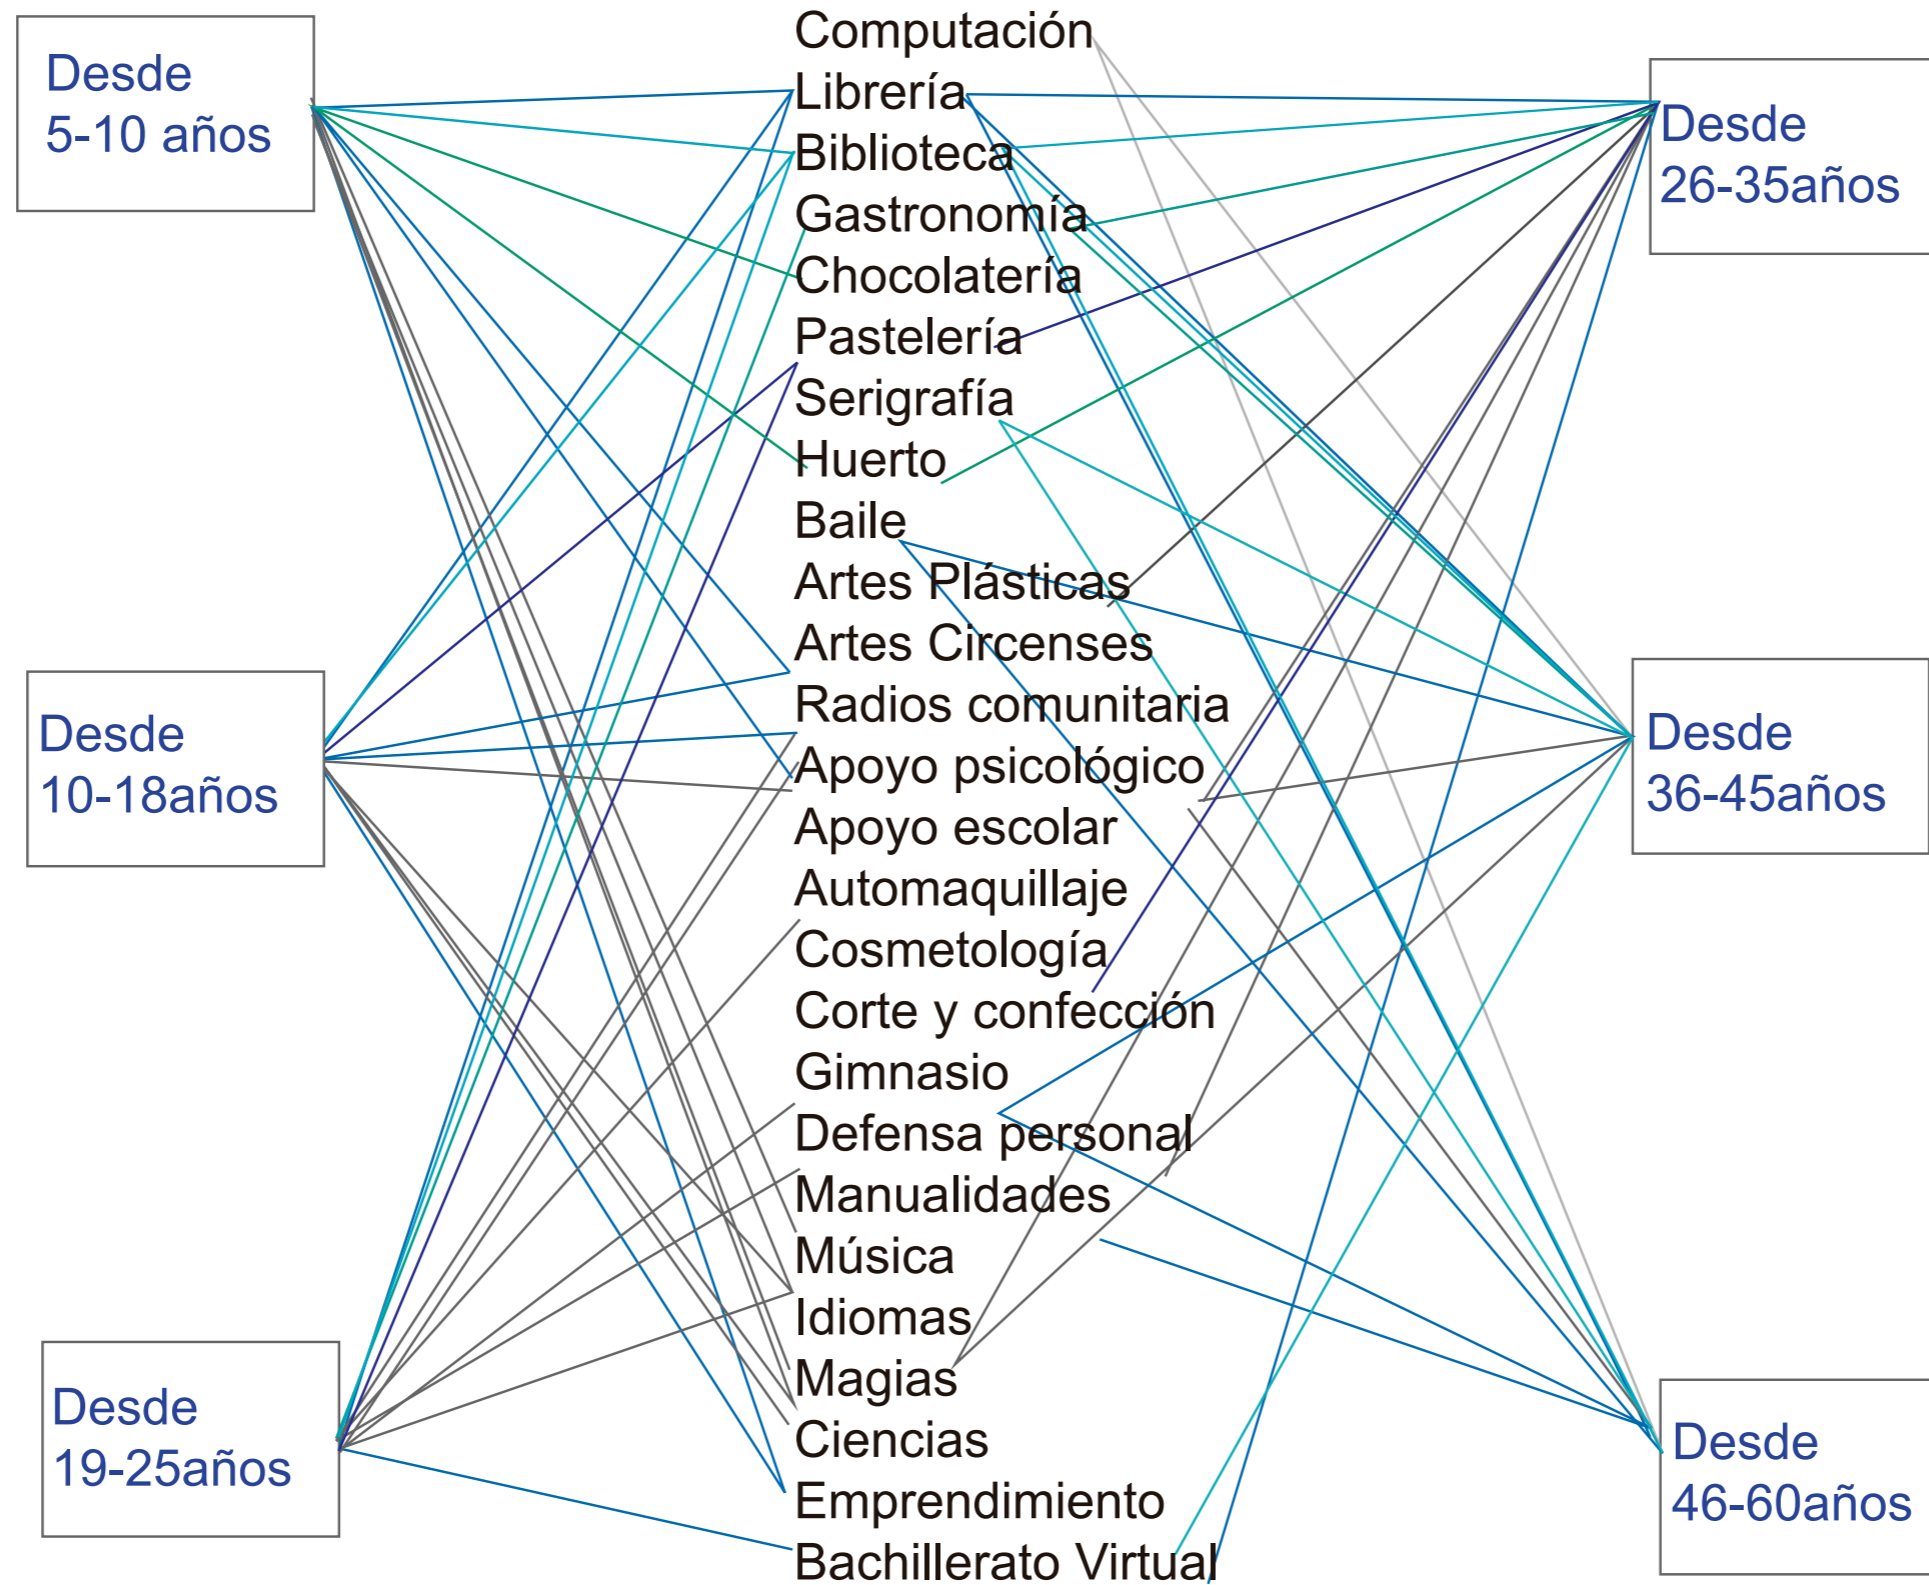 Desde
5-10 años
Desde
10-18años
Desde
19-25años
Computación
Librería
Biblioteca
Gastronomía
Chocolatería
Pastelería
Serigrafía
Huerto
Baile
Artes Plásticas
Artes Circenses
Radios comunitaria
Apoyo psicológico
Apoyo escolar
Automaquillaje
Cosmetología
Corte y confección
Gimnasio
Defensa personal
Manualidades
Música
Idiomas
Magias
Ciencias
Emprendimiento
Bachillerato Virtual
Desde
26-35años
Desde
36-45años
Desde
46-60años